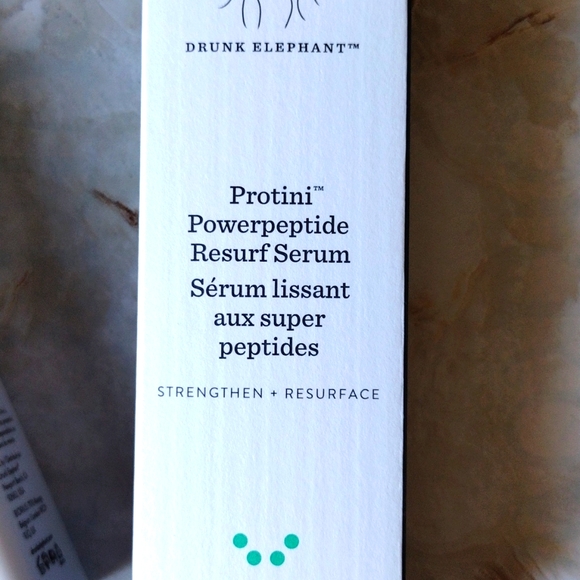 DRUNK ELEPHANT™
Protini™
Powerpeptide
Resurf Serum
Sérum lissant
aux super
peptides
STRENGTHEN + RESURFACE